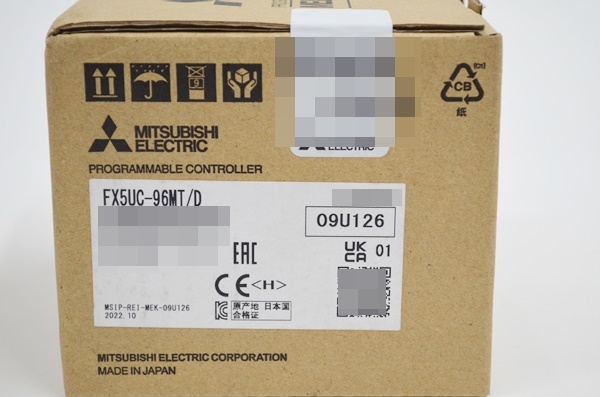 9
CB
纸
MITSUBISHI
ELECTRIC
ELECTRIC
PROGRAMMABLE CONTROLLER
FX5UC-96MT/D
09U126
EAC
UK
CA
01
CE<H>
MSIP-REI-MEK-09U126
2022.10
原产地 日本国
合格证
MITSUBISHI ELECTRIC CORPORATION
MADE IN JAPAN